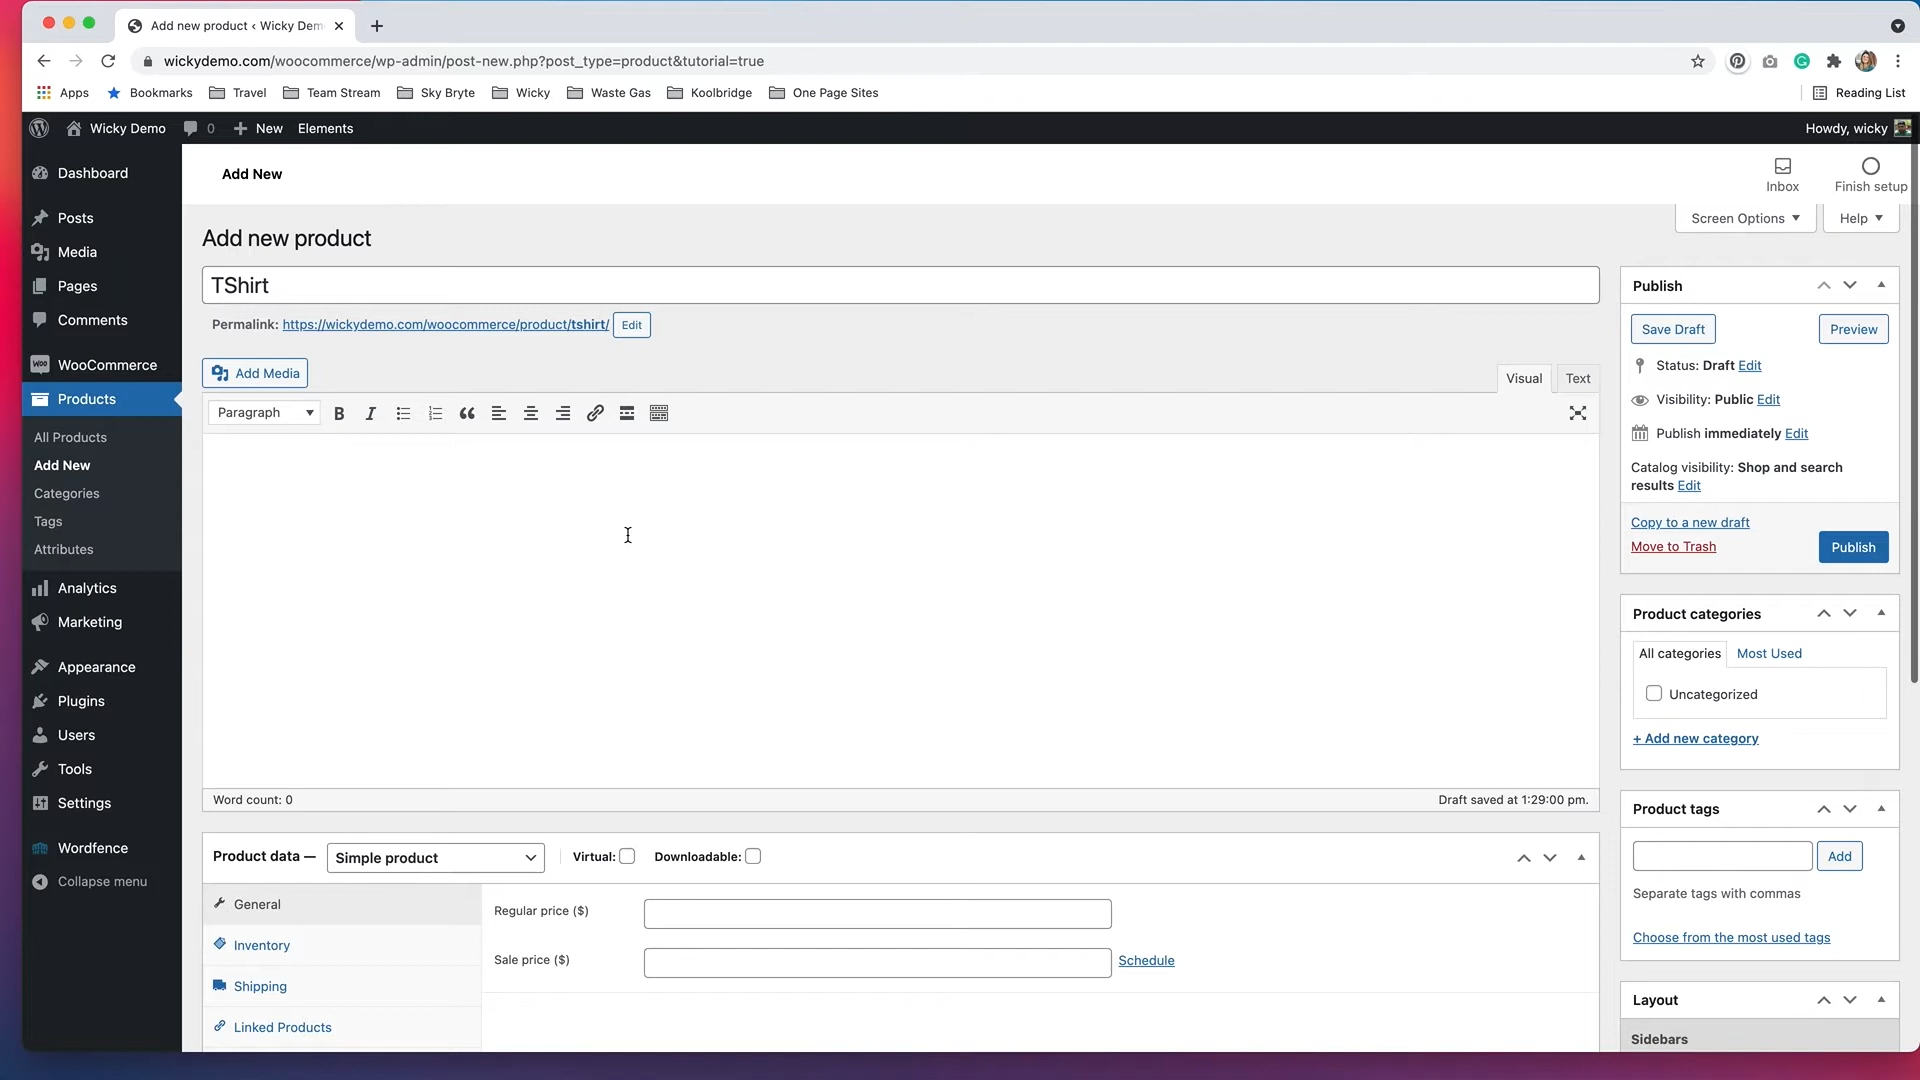 Add new product ‹ Wicky Dem
wickydemo.com/woocommerce/wp-admin/post-new.php?post_type=product&tutorial=true
Apps Bookmarks Travel Team Stream Sky Bryte Wicky Waste Gas Koolbridge One Page Sites Reading List
Wicky Demo 0 New Elements Howdy, wicky
Dashboard
Posts
Media
Pages
Comments
WooCommerce
Products
All Products
Add New
Categories
Tags
Attributes
Analytics
Marketing
Appearance
Plugins
Users
Tools
Settings
Wordfence
Collapse menu
Add New
Inbox
Finish setup
Screen Options
Help
Add new product
TShirt
Permalink: https://wickydemo.com/woocommerce/product/tshirt/ Edit
Add Media
Visual Text
Paragraph B I
Word count: 0
Draft saved at 1:29:00 pm.
Product data — Simple product Virtual: Downloadable:
General
Inventory
Shipping
Linked Products
Regular price ($)
Sale price ($) Schedule
Publish
Save Draft Preview
Status: Draft Edit
Visibility: Public Edit
Publish immediately Edit
Catalog visibility: Shop and search
results Edit
Copy to a new draft
Move to Trash Publish
Product categories
All categories Most Used
Uncategorized
+ Add new category
Product tags
Add
Separate tags with commas
Choose from the most used tags
Layout
Sidebars